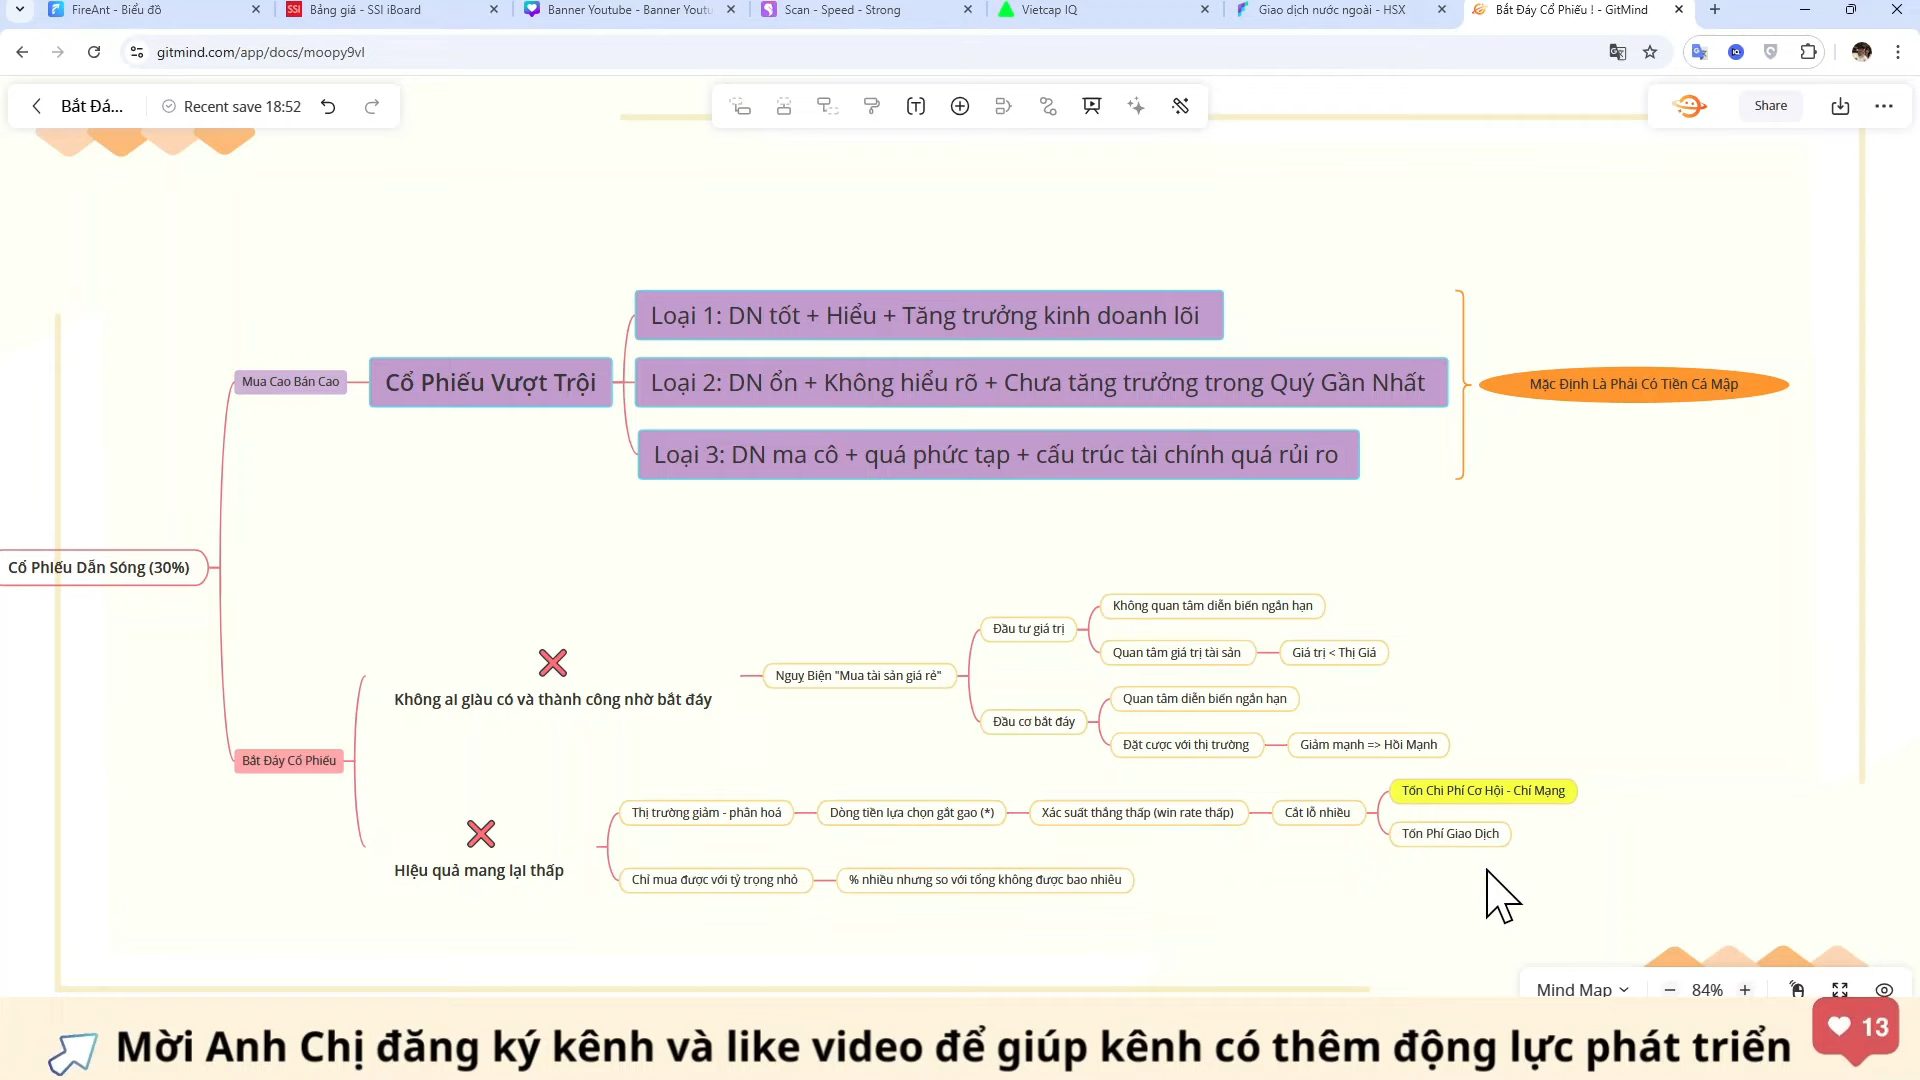 FireAnt - Biểu đồ
SSI
Bảng giá - SSI iBoard
Banner Youtube - Banner Youtu
Scan - Speed - Strong
Vietcap IQ
Giao dịch nước ngoài - HSX
Bắt Đáy Cổ Phiếu ! - GitMind
gitmind.com/app/docs/moopy9vl
Bắt Đá...
Recent save 18:52
Share
Loại 1: DN tốt + Hiểu + Tăng trưởng kinh doanh lõi
Mua Cao Bán Cao
Cổ Phiếu Vượt Trội
Loại 2: DN ổn + Không hiểu rõ + Chưa tăng trưởng trong Quý Gần Nhất
Mặc Định Là Phải Có Tiền Cá Mập
Loại 3: DN ma cô + quá phức tạp + cấu trúc tài chính quá rủi ro
Cổ Phiếu Dẫn Sóng (30%)
Không quan tâm diễn biến ngắn hạn
Đầu tư giá trị
Quan tâm giá trị tài sản
Giá trị < Thị Giá
Không ai giàu có và thành công nhờ bắt đáy
Nguỵ Biện "Mua tài sản giá rẻ"
Quan tâm diễn biến ngắn hạn
Đầu cơ bắt đáy
Đặt cược với thị trường
Giảm mạnh => Hồi Mạnh
Bắt Đáy Cổ Phiếu
Tốn Chi Phí Cơ Hội - Chí Mạng
Thị trường giảm - phân hoá
Dòng tiền lựa chọn gắt gao (*)
Xác suất thắng thấp (win rate thấp)
Cắt lỗ nhiều
Tốn Phí Giao Dịch
Hiệu quả mang lại thấp
Chỉ mua được với tỷ trọng nhỏ
% nhiều nhưng so với tổng không được bao nhiêu
Mind Map
84%
13
Mời Anh Chị đăng ký kênh và like video để giúp kênh có thêm động lực phát triển